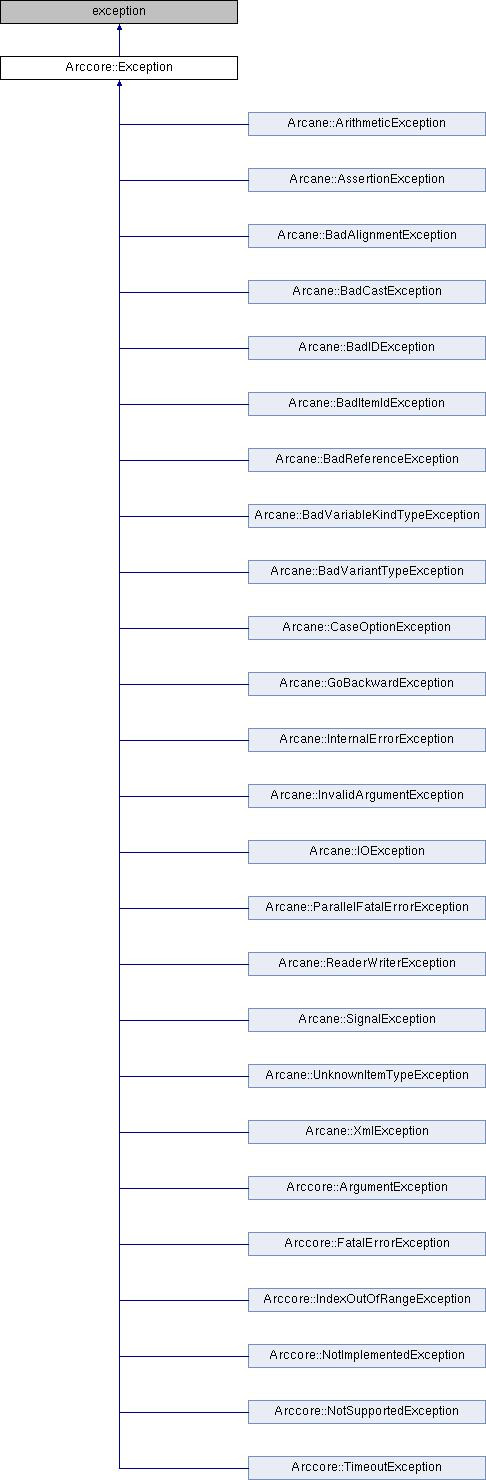 exception
Arccore::Exception
Arcane::ArithmeticException
Arcane::AssertionException
Arcane::BadAlignmentException
Arcane::BadCastException
Arcane::BadIDException
Arcane::BadItemIdException
Arcane::BadReferenceException
Arcane::BadVariableKindTypeException
Arcane::BadVariantTypeException
Arcane::CaseOptionException
Arcane::GoBackwardException
Arcane::InternalErrorException
Arcane::InvalidArgumentException
Arcane::IOException
Arcane::ParallelFatalErrorException
Arcane::ReaderWriterException
Arcane::SignalException
Arcane::UnknownItemTypeException
Arcane::XmlException
Arccore::ArgumentException
Arccore::FatalErrorException
Arccore::IndexOutOfRangeException
Arccore::NotImplementedException
Arccore::NotSupportedException
Arccore::TimeoutException